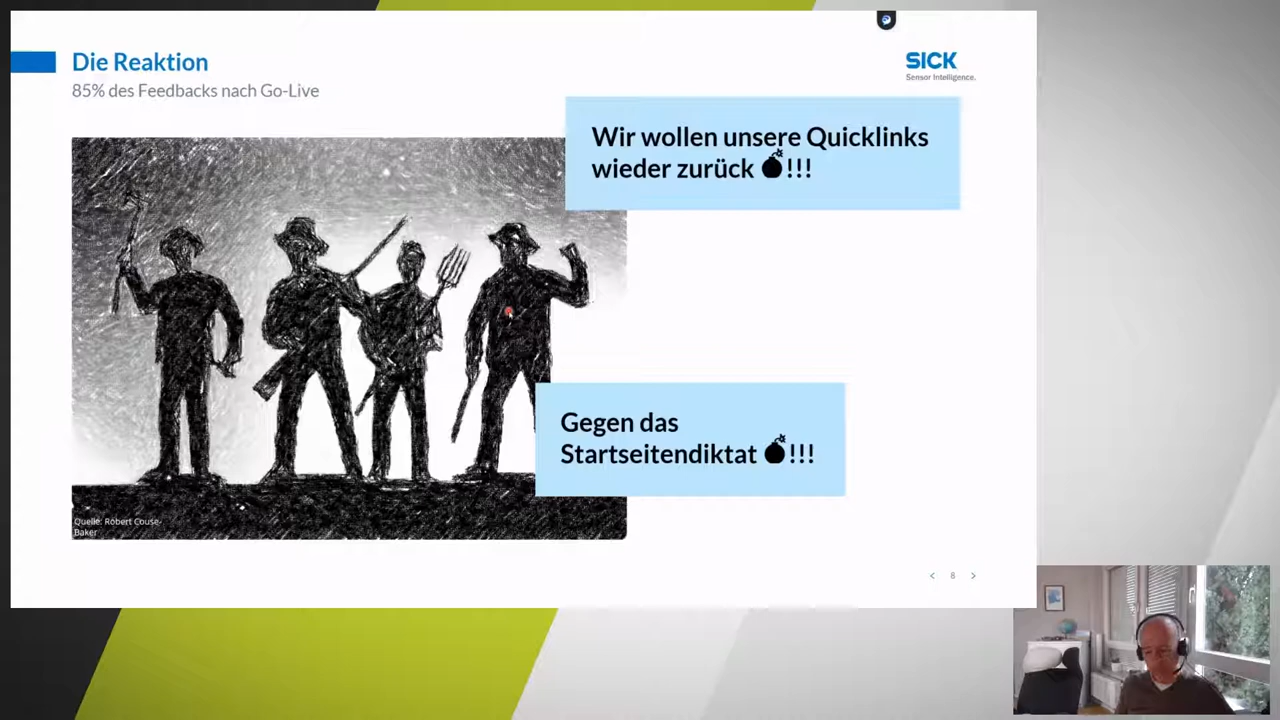 Die Reaktion
85% des Feedbacks nach Go-Live
SICK
Sensor Intelligence.
Wir wollen unsere Quicklinks
wieder zurück 💣!!!
Gegen das
Startseitendiktat 💣!!!
Quelle: Robert Couse-
Baker
< 8 >